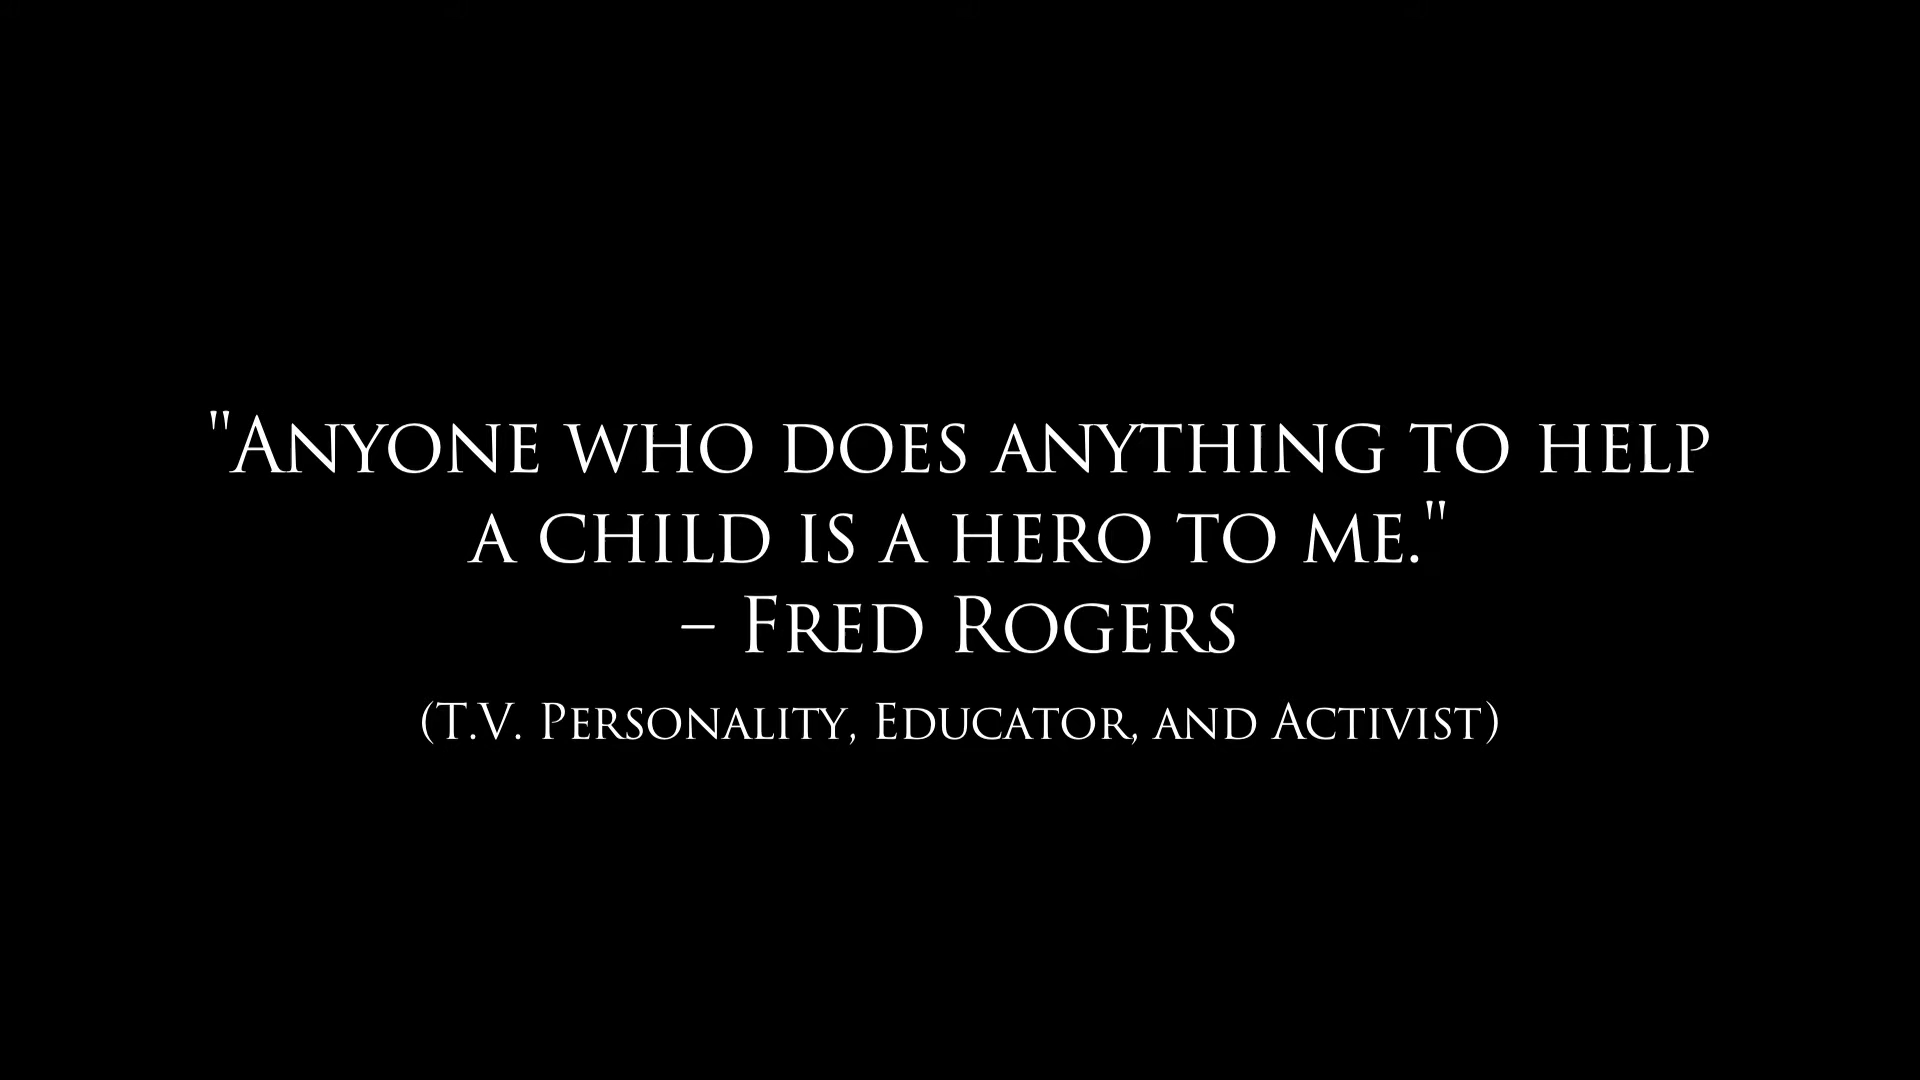 "Anyone who does anything to help
a child is a hero to me."
– Fred Rogers
(T.V. Personality, Educator, and Activist)